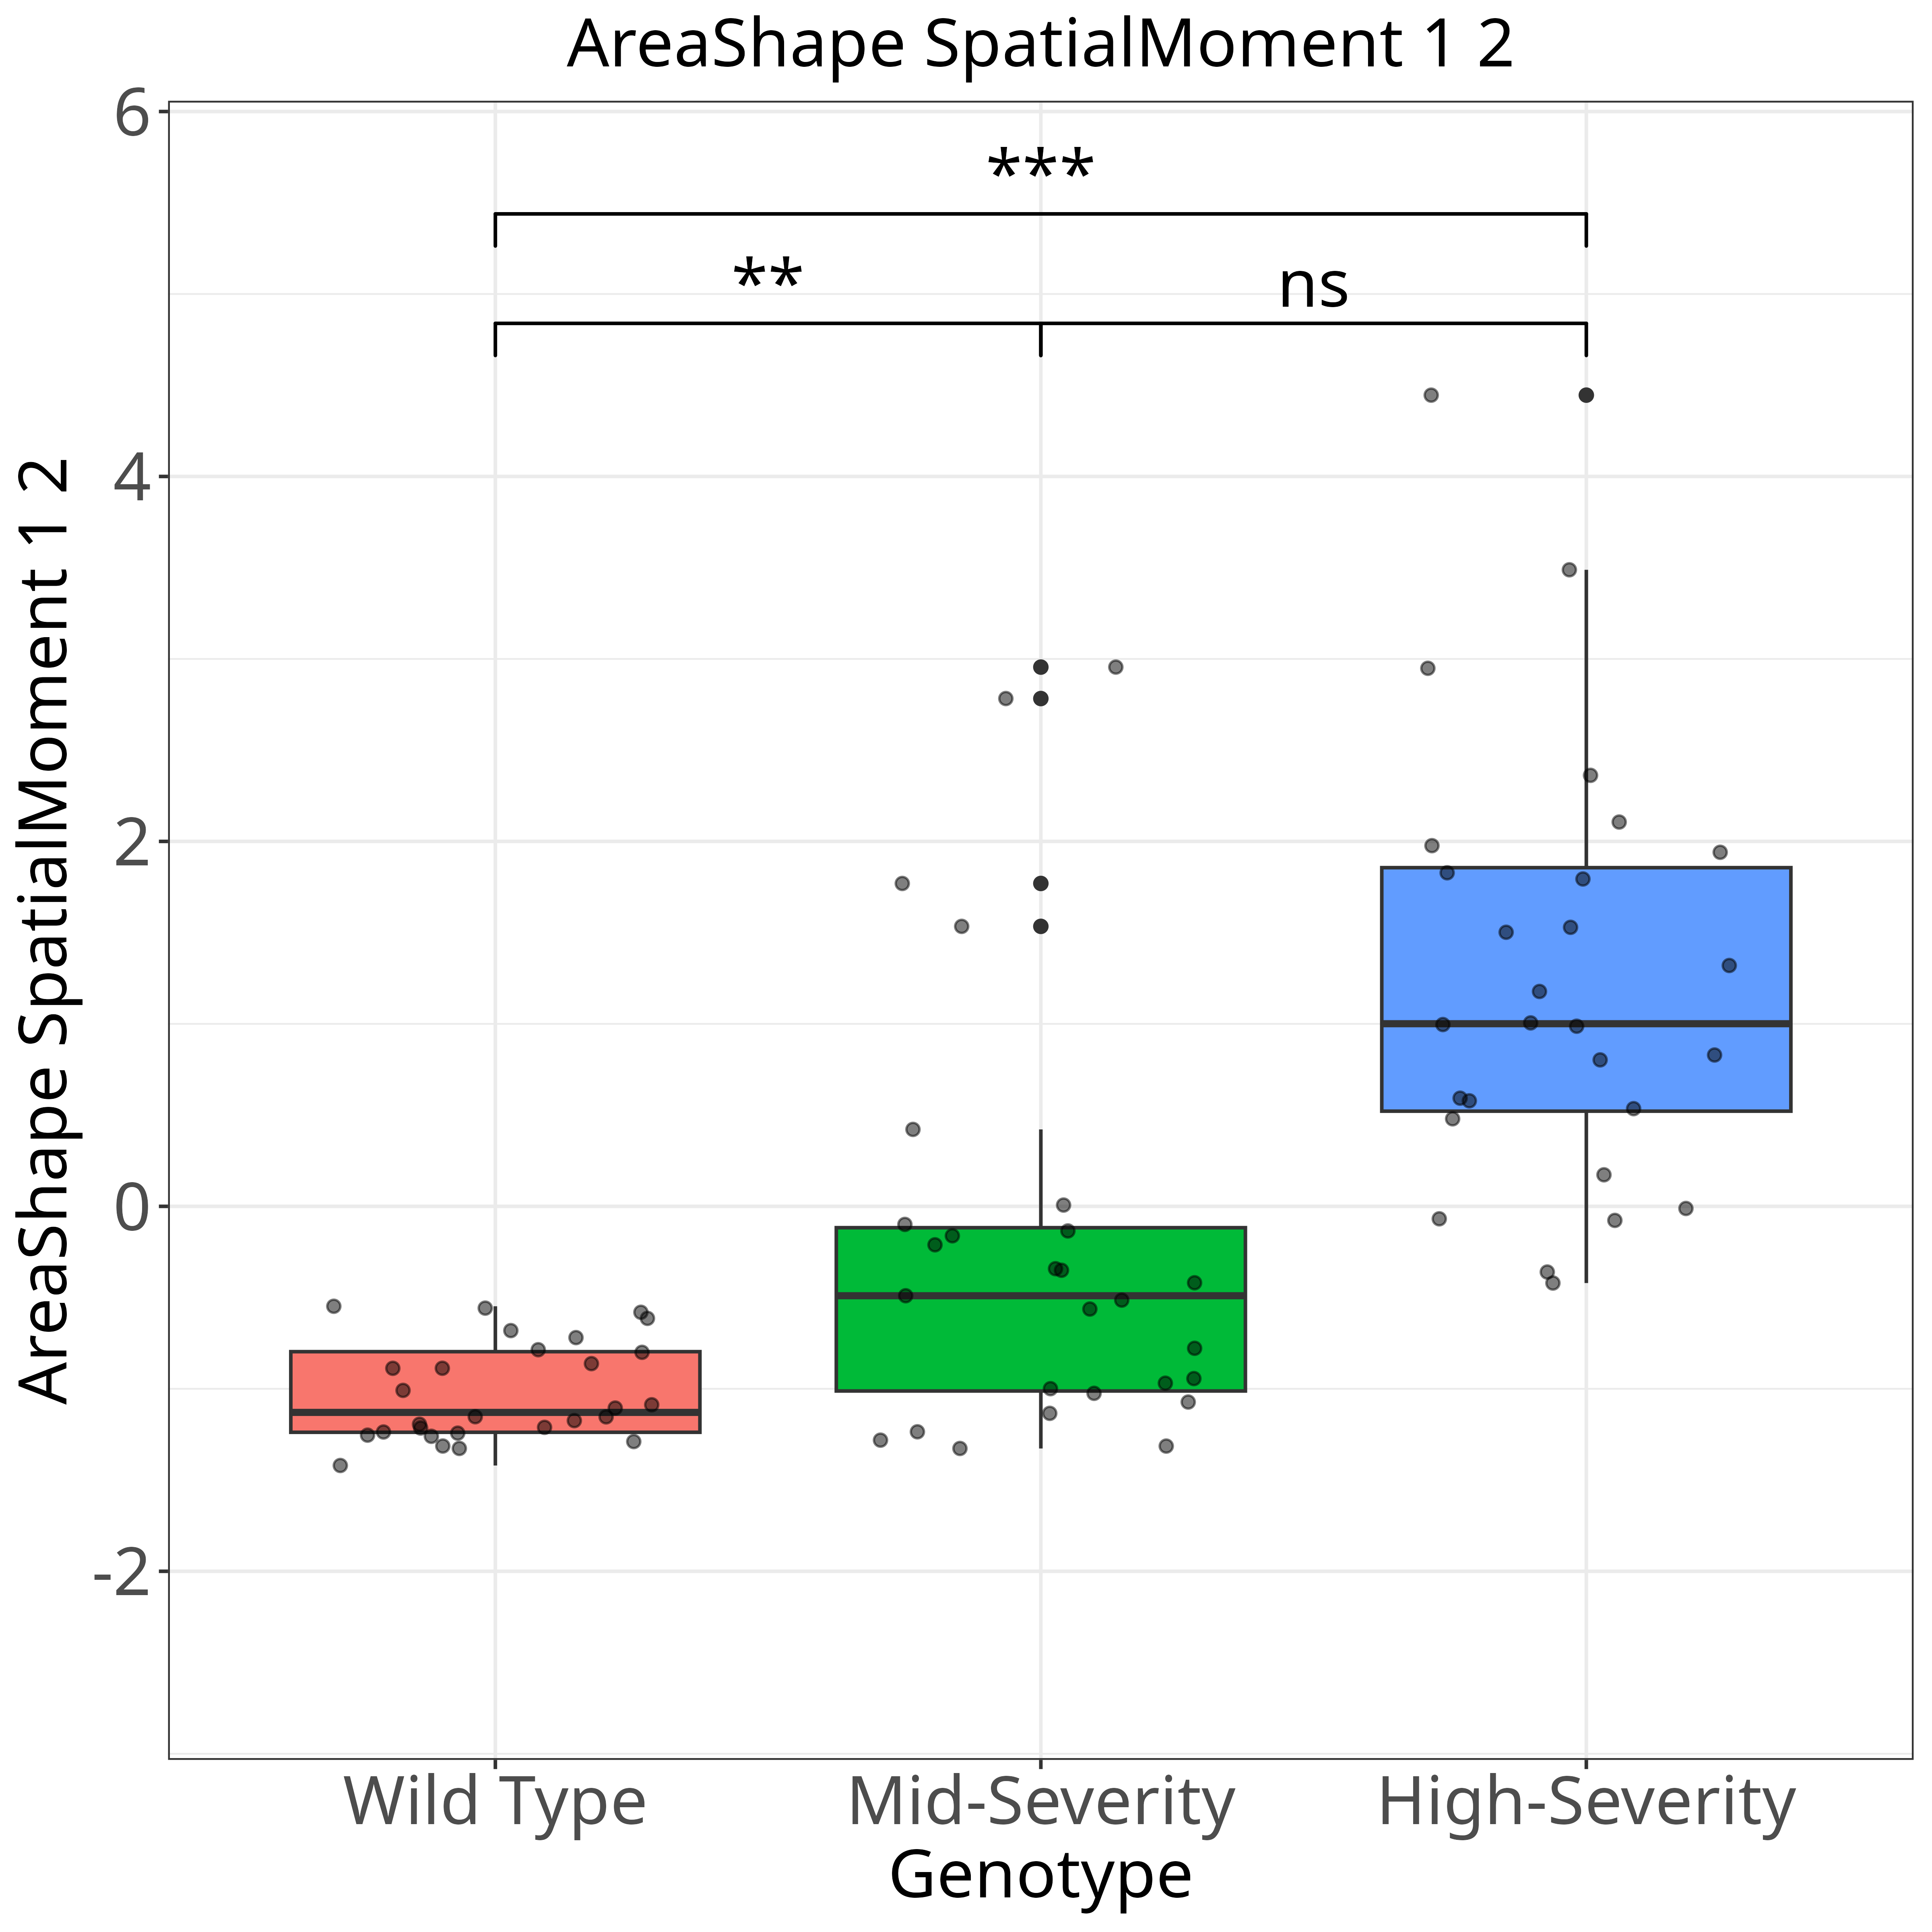 AreaShape SpatialMoment 1 2
AreaShape SpatialMoment 1 2
6
4
2
0
-2
***
**
ns
Wild Type
Mid-Severity
High-Severity
Genotype